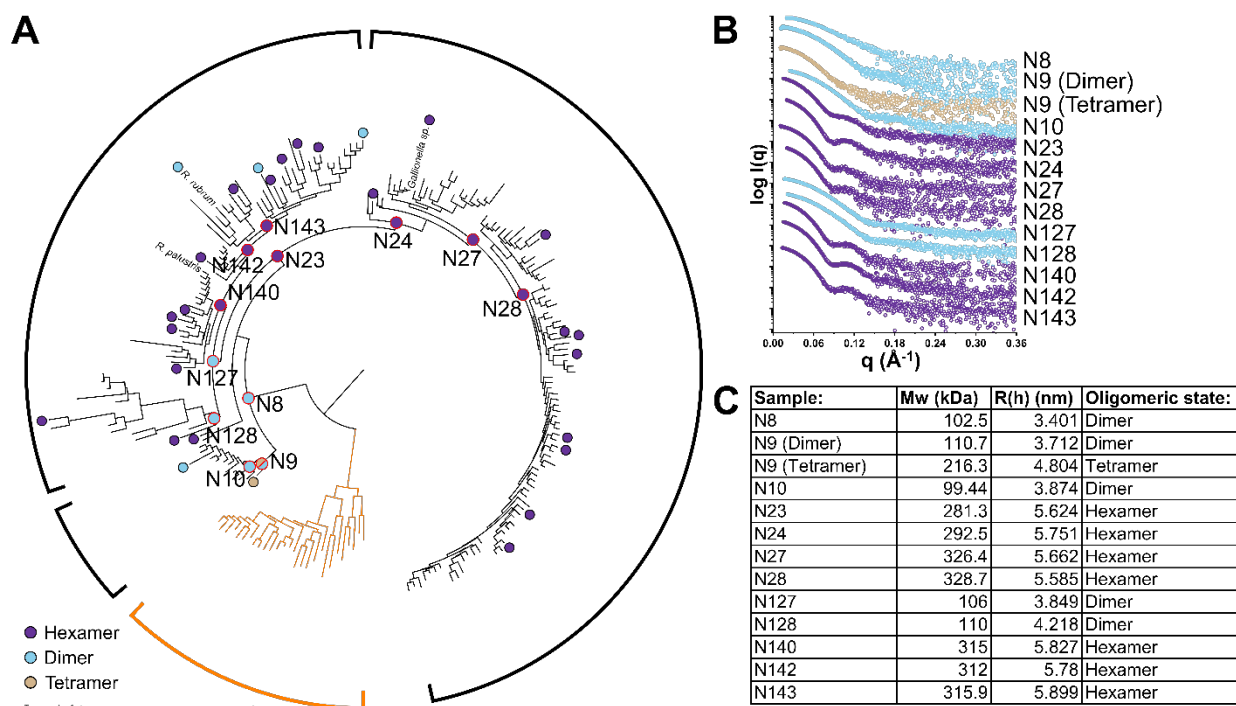 A
R. rubrum
Gallionella sp.
N143
N142
N23
N24
R. palustris
N27
N140
N28
N127
N8
N128
N9
N10
Hexamer
Dimer
Tetramer
B
log I(q)
N8
N9 (Dimer)
N9 (Tetramer)
N10
N23
N24
N27
N28
N127
N128
N140
N142
N143
0.00 0.06 0.12 0.18 0.24 0.30 0.36
q (Å⁻¹)
C
Sample: Mw (kDa) R(h) (nm) Oligomeric state:
N8 102.5 3.401 Dimer
N9 (Dimer) 110.7 3.712 Dimer
N9 (Tetramer) 216.3 4.804 Tetramer
N10 99.44 3.874 Dimer
N23 281.3 5.624 Hexamer
N24 292.5 5.751 Hexamer
N27 326.4 5.662 Hexamer
N28 328.7 5.585 Hexamer
N127 106 3.849 Dimer
N128 110 4.218 Dimer
N140 315 5.827 Hexamer
N142 312 5.78 Hexamer
N143 315.9 5.899 Hexamer